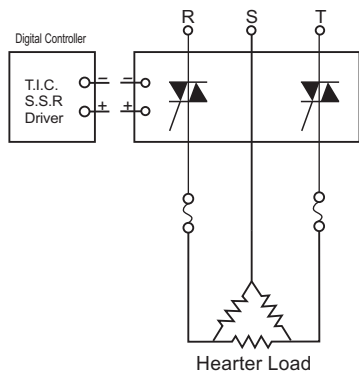 R S T
Digital Controller
T.I.C.
S.S.R
Driver
− −
+ +
Hearter Load